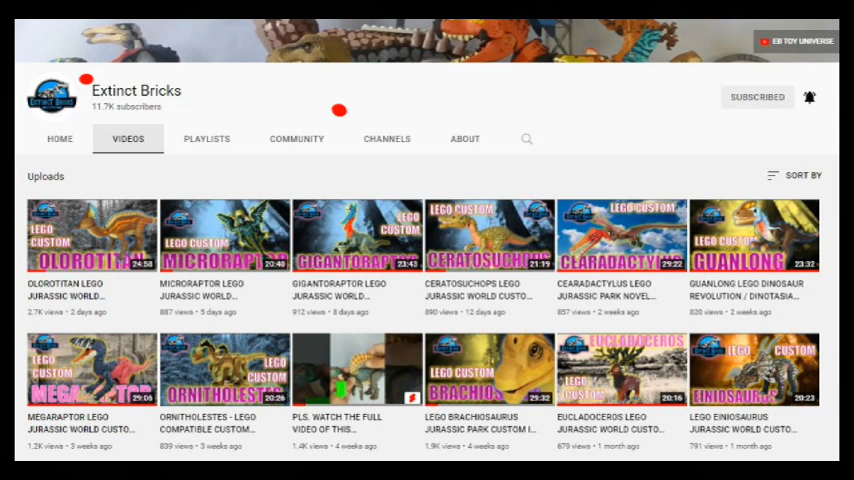 EB TOY UNIVERSE
EXTINCT BRICKS
Extinct Bricks
11.7K subscribers
SUBSCRIBED
HOME VIDEOS PLAYLISTS COMMUNITY CHANNELS ABOUT
Uploads
SORT BY
LEGO CUSTOM OLOROTITAN 24:58
LEGO CUSTOM MICRORAPTOR 20:40
LEGO CUSTOM GIGANTORAPTOR 23:43
LEGO CUSTOM CERATOSUCHOPS 21:19
LEGO CUSTOM CEARADACTYLUS 29:22
LEGO CUSTOM GUANLONG 23:32
OLOROTITAN LEGO JURASSIC WORLD...
MICRORAPTOR LEGO JURASSIC WORLD...
GIGANTORAPTOR LEGO JURASSIC WORLD...
CERATOSUCHOPS LEGO JURASSIC WORLD CUSTO...
CEARADACTYLUS LEGO JURASSIC PARK NOVEL...
GUANLONG LEGO DINOSAUR REVOLUTION / DINOTASIA...
2.7K views • 2 days ago
887 views • 5 days ago
912 views • 8 days ago
890 views • 12 days ago
857 views • 2 weeks ago
820 views • 2 weeks ago
LEGO CUSTOM MEGARAPTOR 29:05
ORNITHOLESTES LEGO CUSTOM 20:26
LEGO CUSTOM BRACHIOSAURUS 29:32
EUCLADOCEROS LEGO CUSTOM 20:16
LEGO CUSTOM EINIOSAURUS 20:23
MEGARAPTOR LEGO JURASSIC WORLD CUSTO...
ORNITHOLESTES - LEGO COMPATIBLE CUSTOM...
PLS. WATCH THE FULL VIDEO OF THIS...
LEGO BRACHIOSAURUS JURASSIC PARK CUSTOM I...
EUCLADOCEROS LEGO JURASSIC WORLD CUSTO...
LEGO EINIOSAURUS JURASSIC WORLD CUSTO...
1.2K views • 3 weeks ago
839 views • 3 weeks ago
1.4K views • 4 weeks ago
1.9K views • 4 weeks ago
679 views • 1 month ago
791 views • 1 month ago